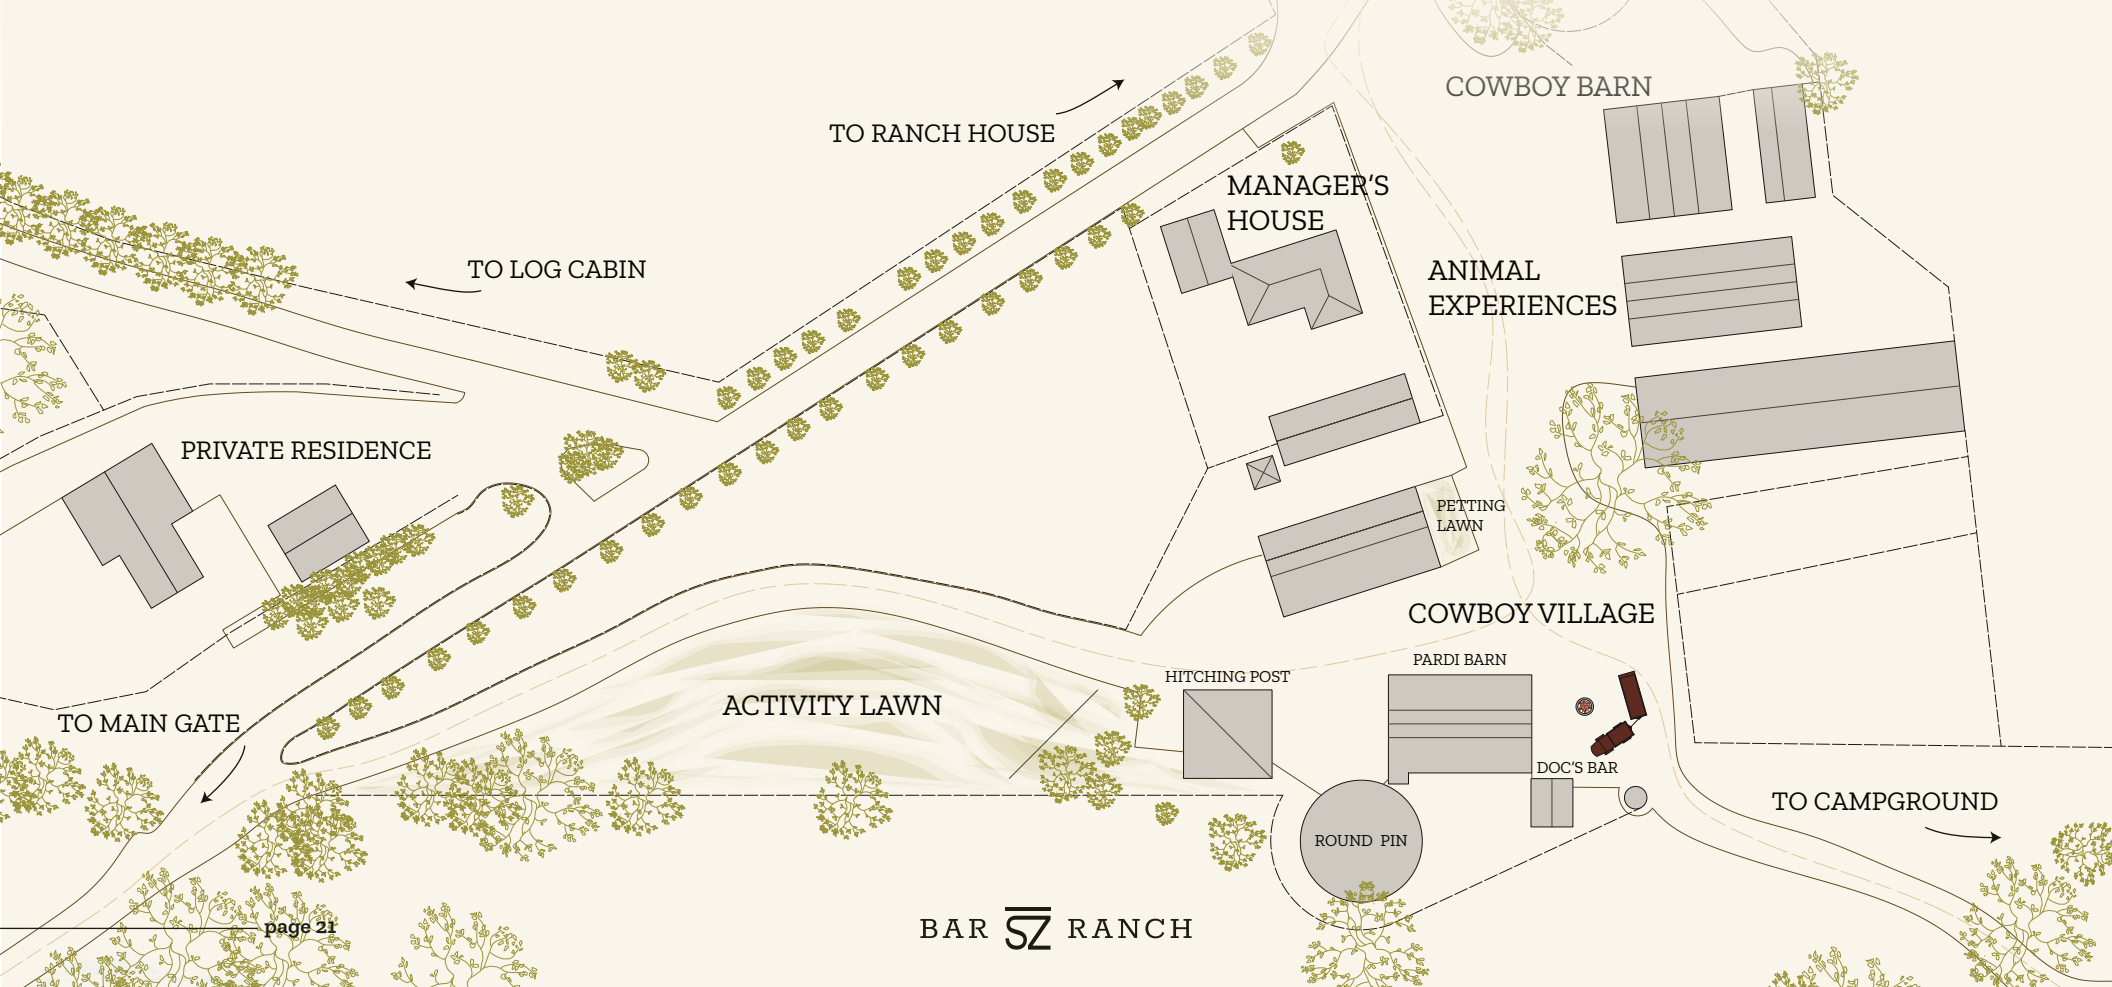 COWBOY BARN
TO RANCH HOUSE
MANAGER'S
HOUSE
TO LOG CABIN
ANIMAL
EXPERIENCES
PRIVATE RESIDENCE
PETTING
LAWN
COWBOY VILLAGE
PARDI BARN
HITCHING POST
ACTIVITY LAWN
TO MAIN GATE
DOC'S BAR
TO CAMPGROUND
ROUND PIN
page 21
BAR SZ RANCH